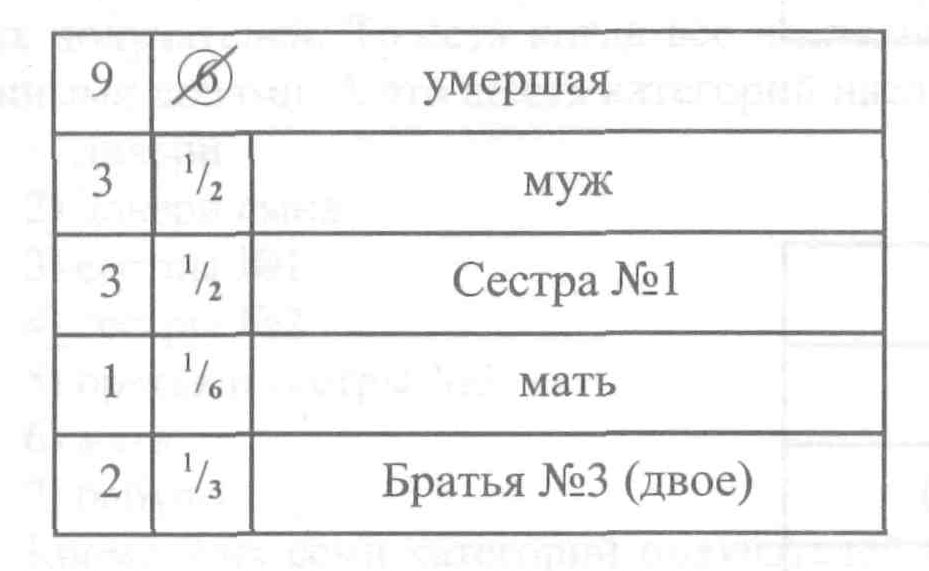 9 6 умершая
3 1/2 муж
3 1/2 Сестра №1
1 1/6 мать
2 1/3 Братья №3 (двое)